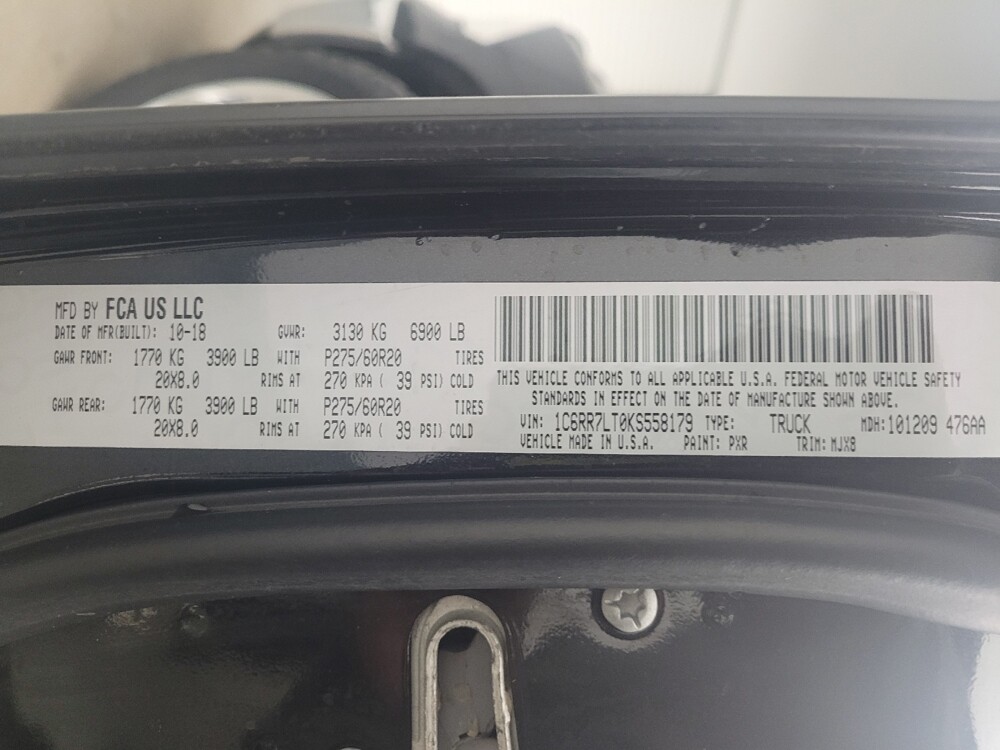 MFD BY FCA US LLC
DATE OF MFR(BUILT): 10-18 GVWR: 3130 KG 6900 LB
GAWR FRONT: 1770 KG 3900 LB WITH P275/60R20 TIRES
20X8.0 RIMS AT 270 KPA ( 39 PSI) COLD
GAWR REAR: 1770 KG 3900 LB WITH P275/60R20 TIRES
20X8.0 RIMS AT 270 KPA ( 39 PSI) COLD
THIS VEHICLE CONFORMS TO ALL APPLICABLE U.S.A. FEDERAL MOTOR VEHICLE SAFETY
STANDARDS IN EFFECT ON THE DATE OF MANUFACTURE SHOWN ABOVE.
VIN: 1C6RR7LT0KS558179 TYPE: TRUCK MDH: 101209 476AA
VEHICLE MADE IN U.S.A. PAINT: PXR TRIM: MJX8